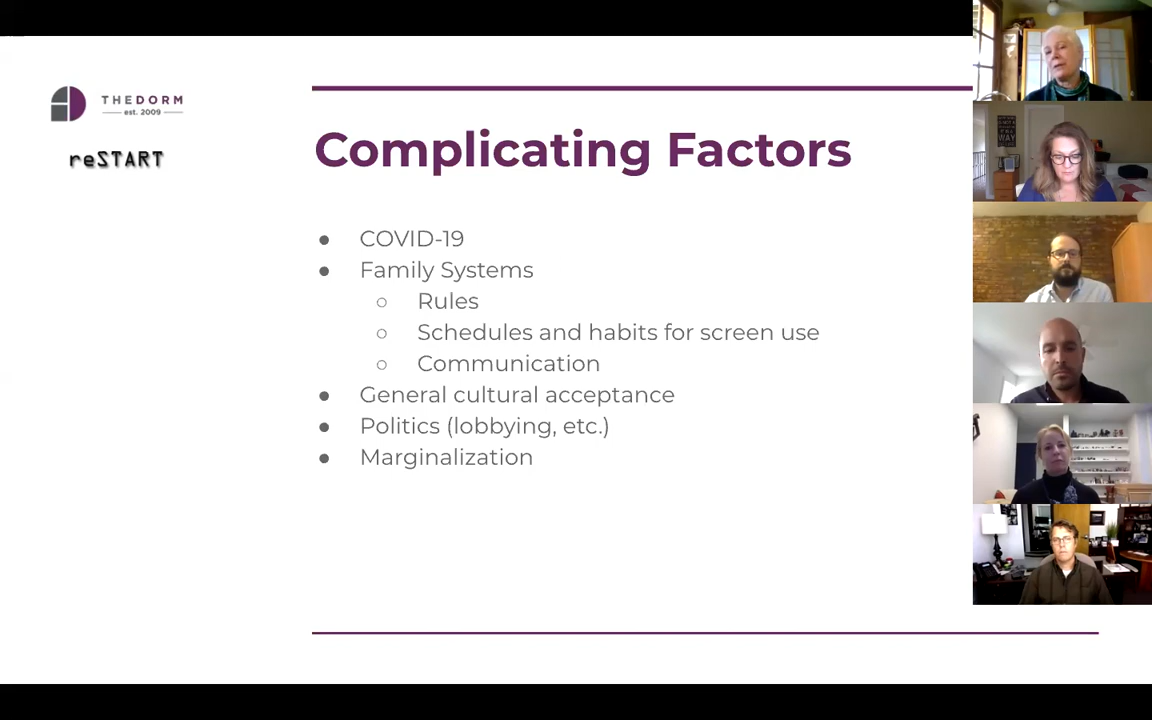 THEDORM
est. 2009
reSTART
Complicating Factors
● COVID-19
● Family Systems
○ Rules
○ Schedules and habits for screen use
○ Communication
● General cultural acceptance
● Politics (lobbying, etc.)
● Marginalization